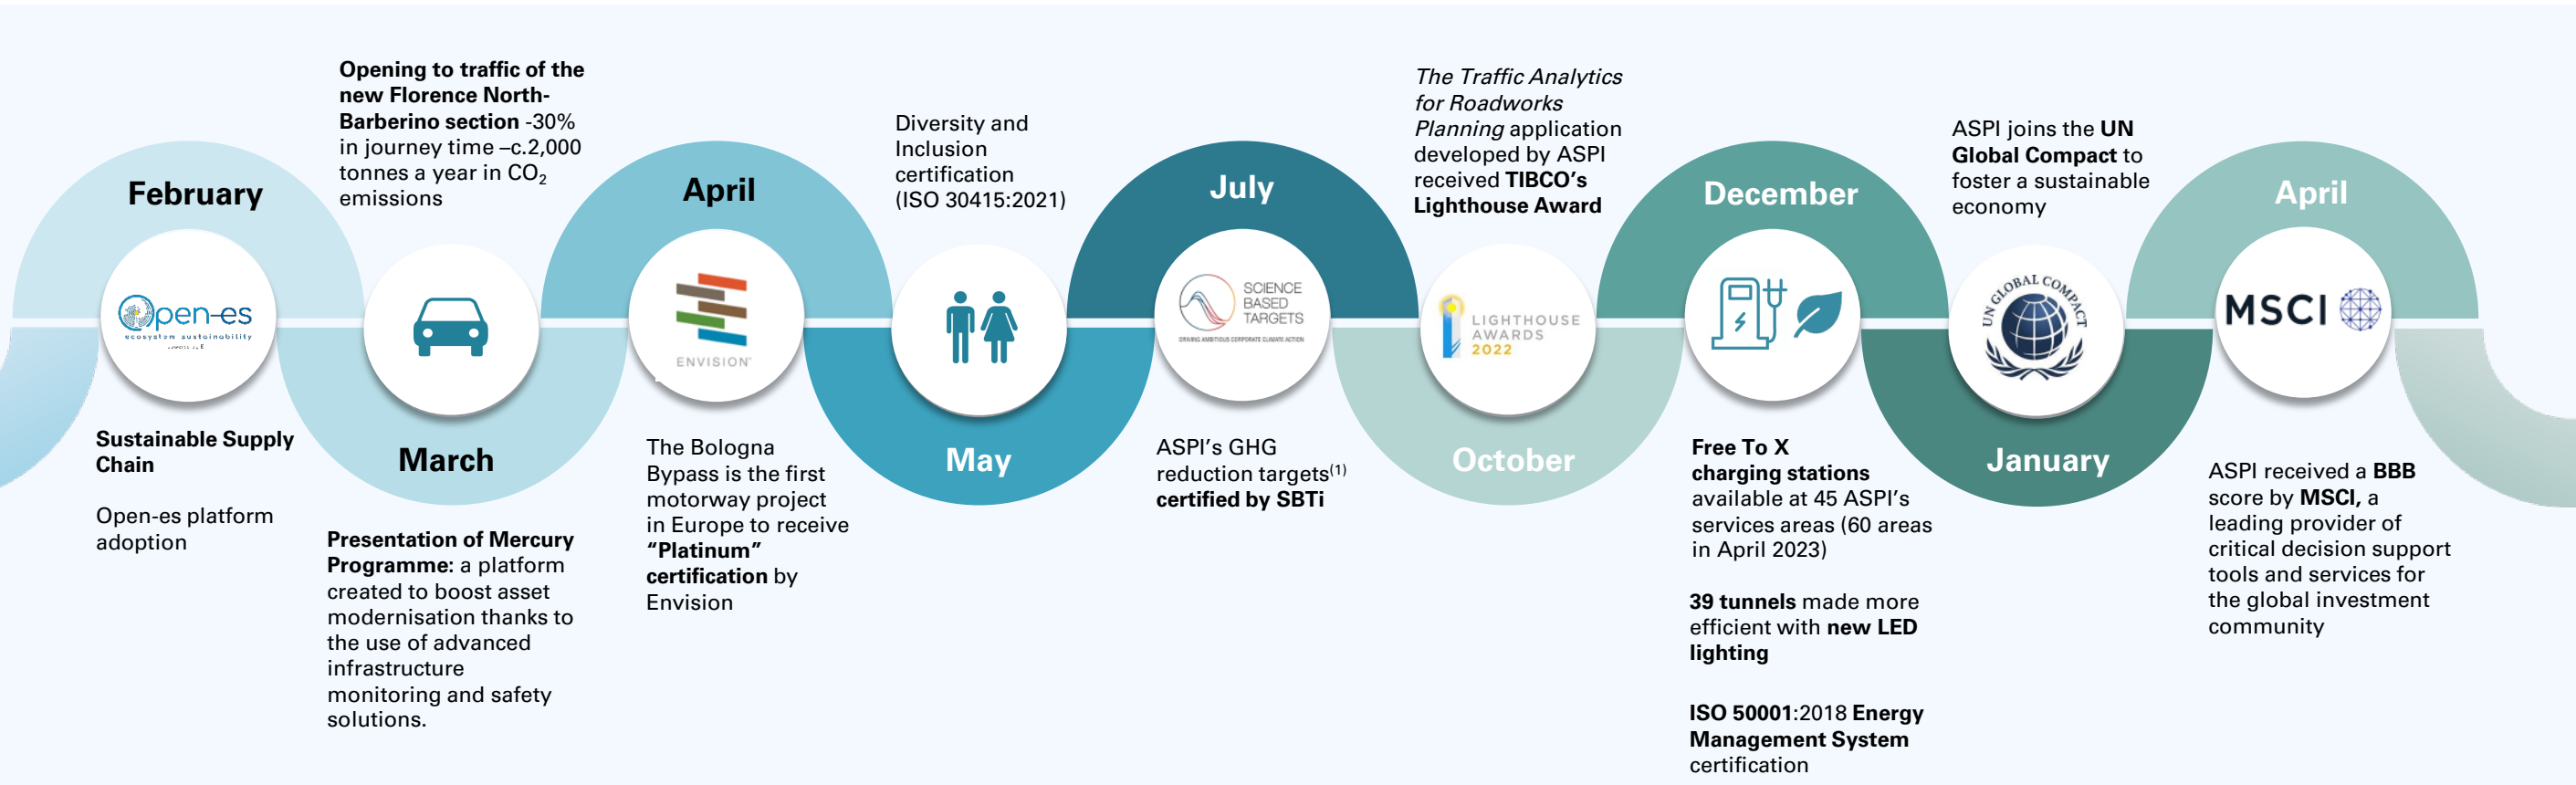 February
Open-es
ecosystem sustainability
Sustainable Supply
Chain
Open-es platform
adoption
Opening to traffic of the
new Florence North-
Barberino section -30%
in journey time –c.2,000
tonnes a year in CO₂
emissions
March
Presentation of Mercury
Programme: a platform
created to boost asset
modernisation thanks to
the use of advanced
infrastructure
monitoring and safety
solutions.
April
ENVISION™
The Bologna
Bypass is the first
motorway project
in Europe to receive
“Platinum”
certification by
Envision
Diversity and
Inclusion
certification
(ISO 30415:2021)
May
July
SCIENCE
BASED
TARGETS
DRIVING AMBITIOUS CORPORATE CLIMATE ACTION
ASPI’s GHG
reduction targets⁽¹⁾
certified by SBTi
The Traffic Analytics
for Roadworks
Planning application
developed by ASPI
received TIBCO’s
Lighthouse Award
LIGHTHOUSE
AWARDS
2022
October
December
Free To X
charging stations
available at 45 ASPI’s
services areas (60 areas
in April 2023)
39 tunnels made more
efficient with new LED
lighting
ISO 50001:2018 Energy
Management System
certification
ASPI joins the UN
Global Compact to
foster a sustainable
economy
UN GLOBAL COMPACT
January
April
MSCI
ASPI received a BBB
score by MSCI, a
leading provider of
critical decision support
tools and services for
the global investment
community